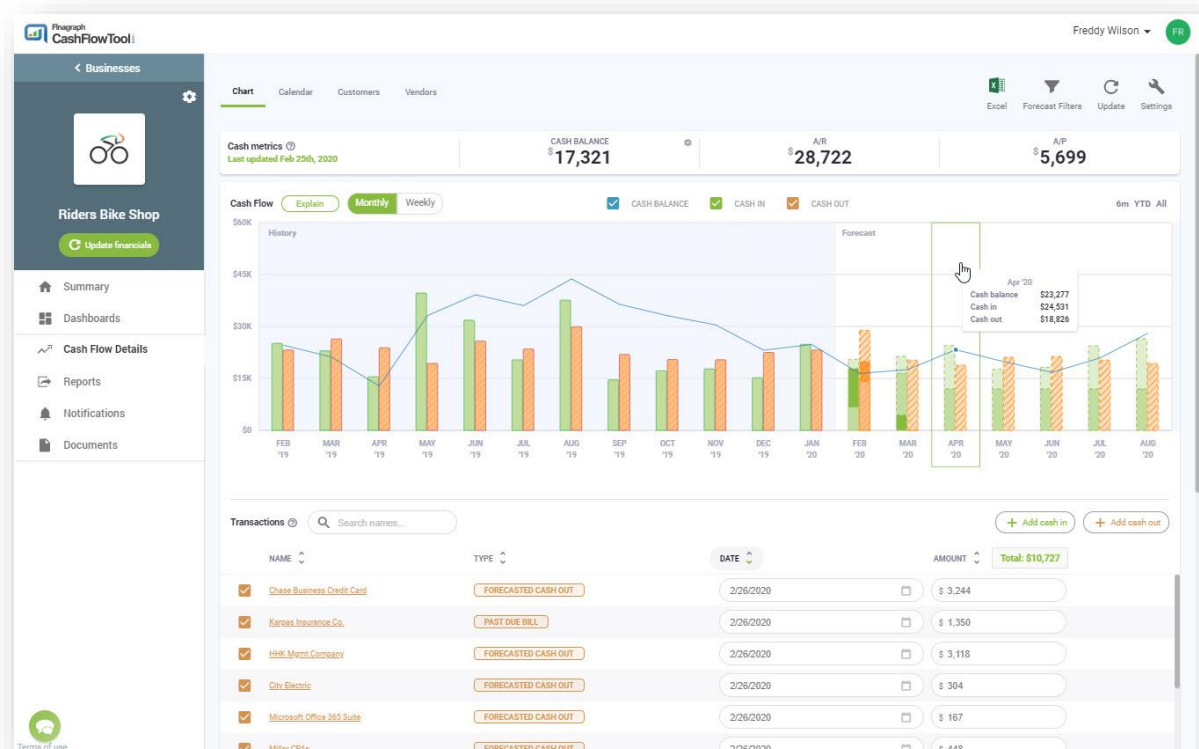 Finagraph
CashFlowTool
Freddy Wilson
FR
Businesses
Riders Bike Shop
Update financials
Summary
Dashboards
Cash Flow Details
Reports
Notifications
Documents
Terms of use
Chart Calendar Customers Vendors
Excel Forecast Filters Update Settings
Cash metrics
Last updated Feb 25th, 2020
CASH BALANCE
$17,321
A/R
$28,722
A/P
$5,699
Cash Flow Explain Monthly Weekly
CASH BALANCE CASH IN CASH OUT
6m YTD All
$60K
$45K
$30K
$15K
$0
History
Forecast
Apr '20
Cash balance $23,277
Cash in $24,531
Cash out $18,826
FEB MAR APR MAY JUN JUL AUG SEP OCT NOV DEC JAN FEB MAR APR MAY JUN JUL AUG
'19 '19 '19 '19 '19 '19 '19 '19 '19 '19 '19 '20 '20 '20 '20 '20 '20 '20 '20
Transactions Search names...
+ Add cash in + Add cash out
NAME TYPE DATE AMOUNT Total: $10,727
Chase Business Credit Card FORECASTED CASH OUT 2/26/2020 $ 3,244
Karpas Insurance Co. PAST DUE BILL 2/26/2020 $ 1,350
HHK Mgmt Company FORECASTED CASH OUT 2/26/2020 $ 3,118
City Electric FORECASTED CASH OUT 2/26/2020 $ 304
Microsoft Office 365 Suite FORECASTED CASH OUT 2/26/2020 $ 167
Miller CPAs FORECASTED CASH OUT 2/26/2020 $ 448